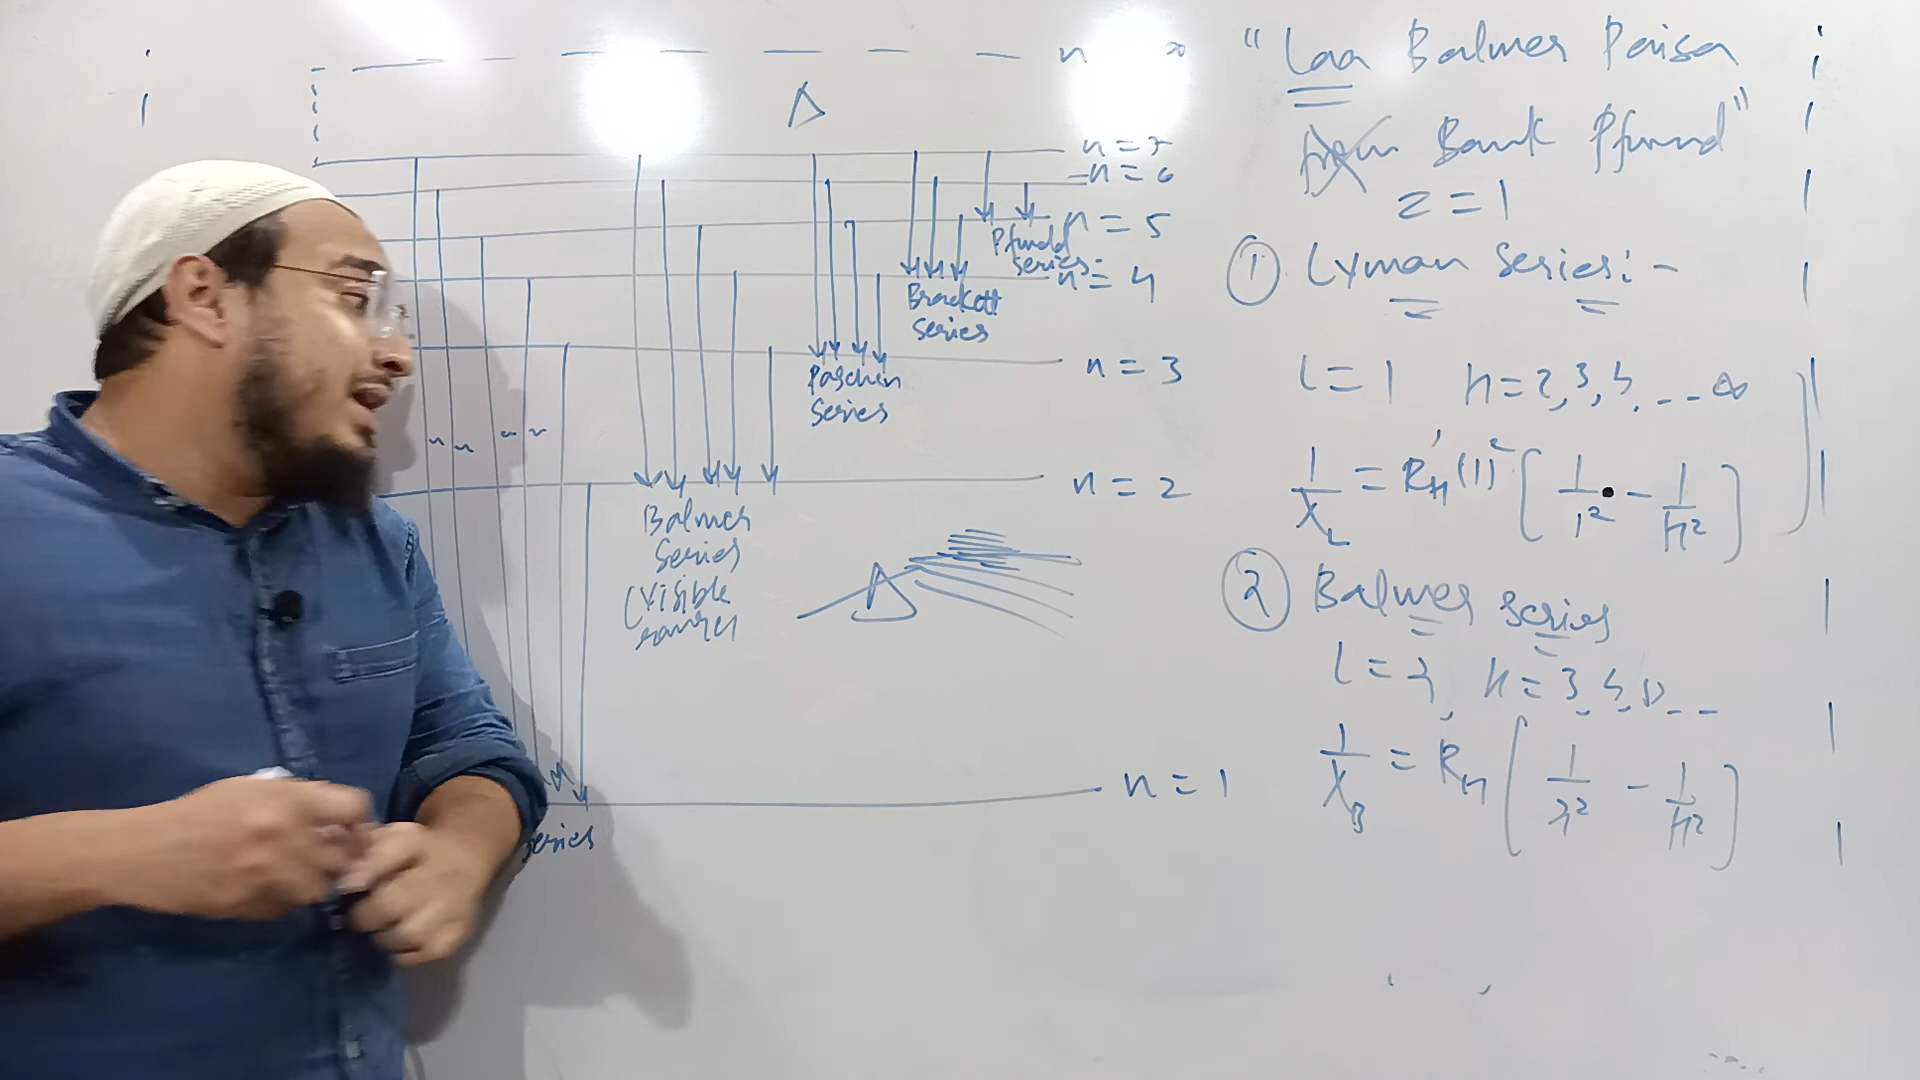 n ∞
n = 7
n = 6
n = 5
Pfund
series
n = 4
Brackett
series
n = 3
Paschen
series
n = 2
Balmer
series
(visible
n = 1
series
"Laa Balmer Paisa
from Bank Pfund"
z = 1
① Lyman series:-
l = 1 n = 2, 3, 4, -- ∞
1/λL = RH (1)² [1/1² - 1/n²]
② Balmer series
l = 2 n = 3, 4, 5, --
1/λB = RH [1/2² - 1/n²]